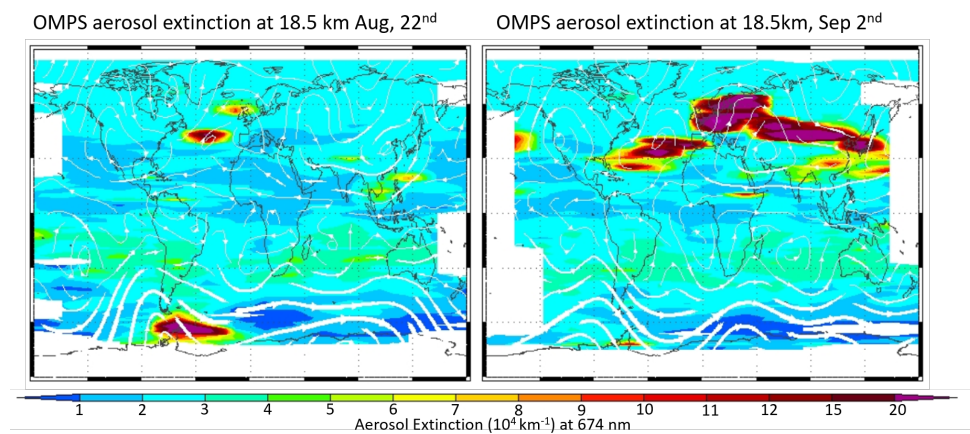 OMPS aerosol extinction at 18.5 km Aug, 22nd
OMPS aerosol extinction at 18.5km, Sep 2nd
1 2 3 4 5 6 7 8 9 10 11 12 15 20
Aerosol Extinction (10⁴ km⁻¹) at 674 nm